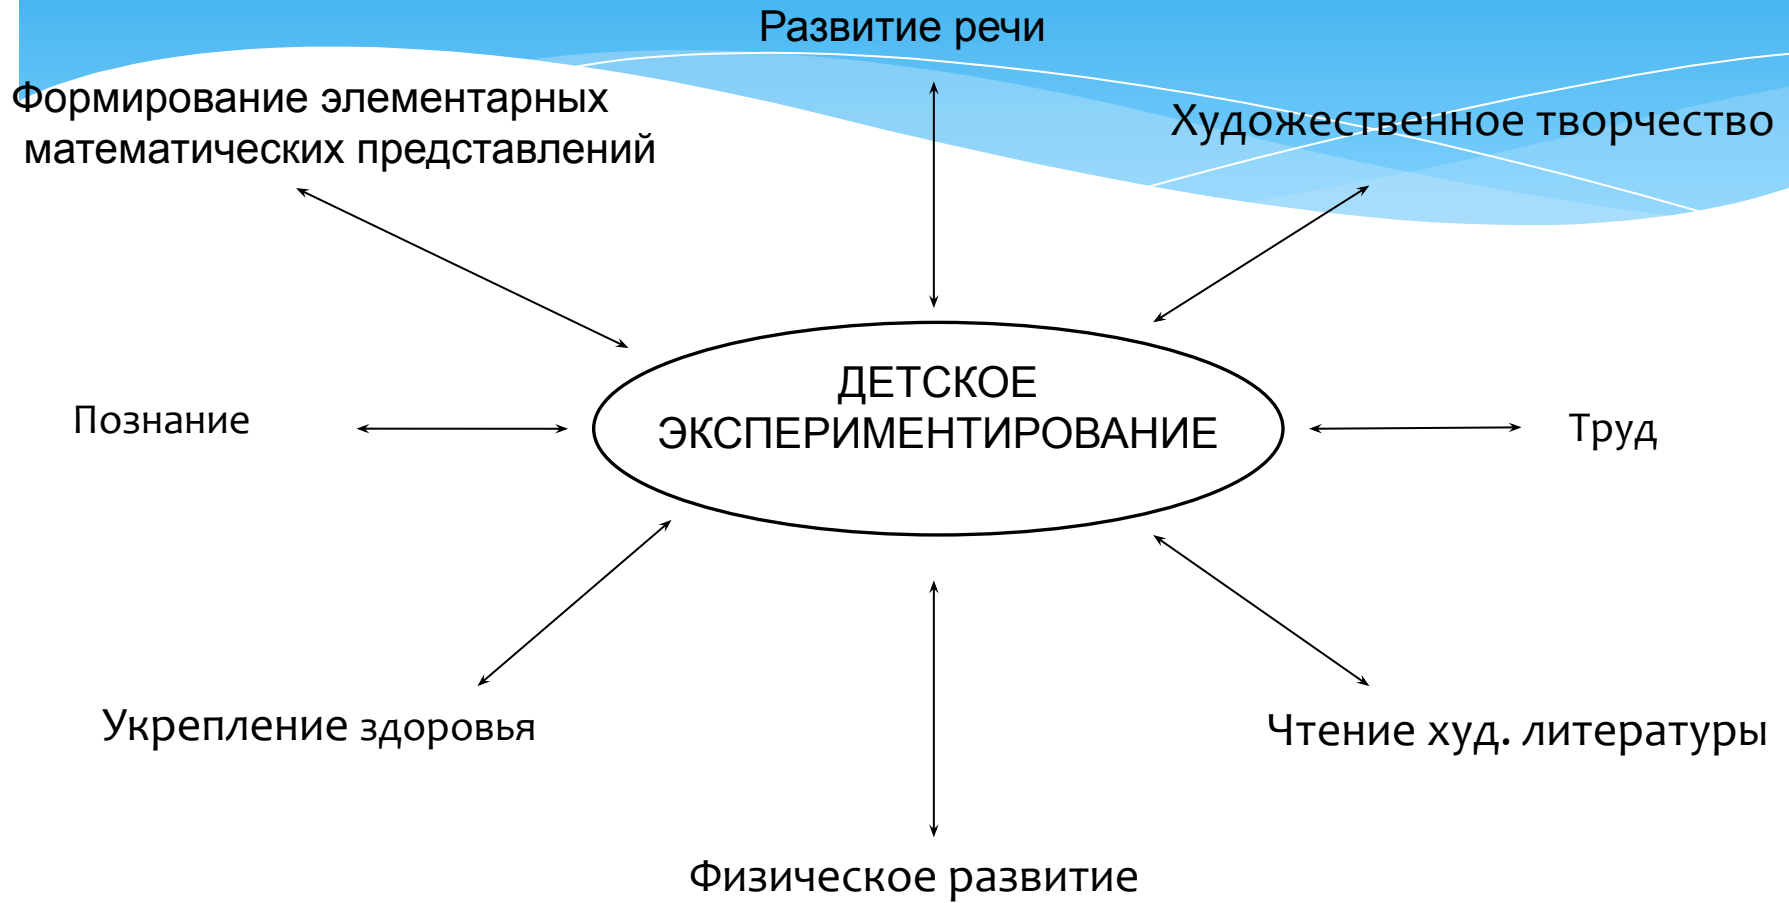 Развитие речи
Формирование элементарных
математических представлений
Художественное творчество
ДЕТСКОЕ
ЭКСПЕРИМЕНТИРОВАНИЕ
Познание
Труд
Укрепление здоровья
Чтение худ. литературы
Физическое развитие